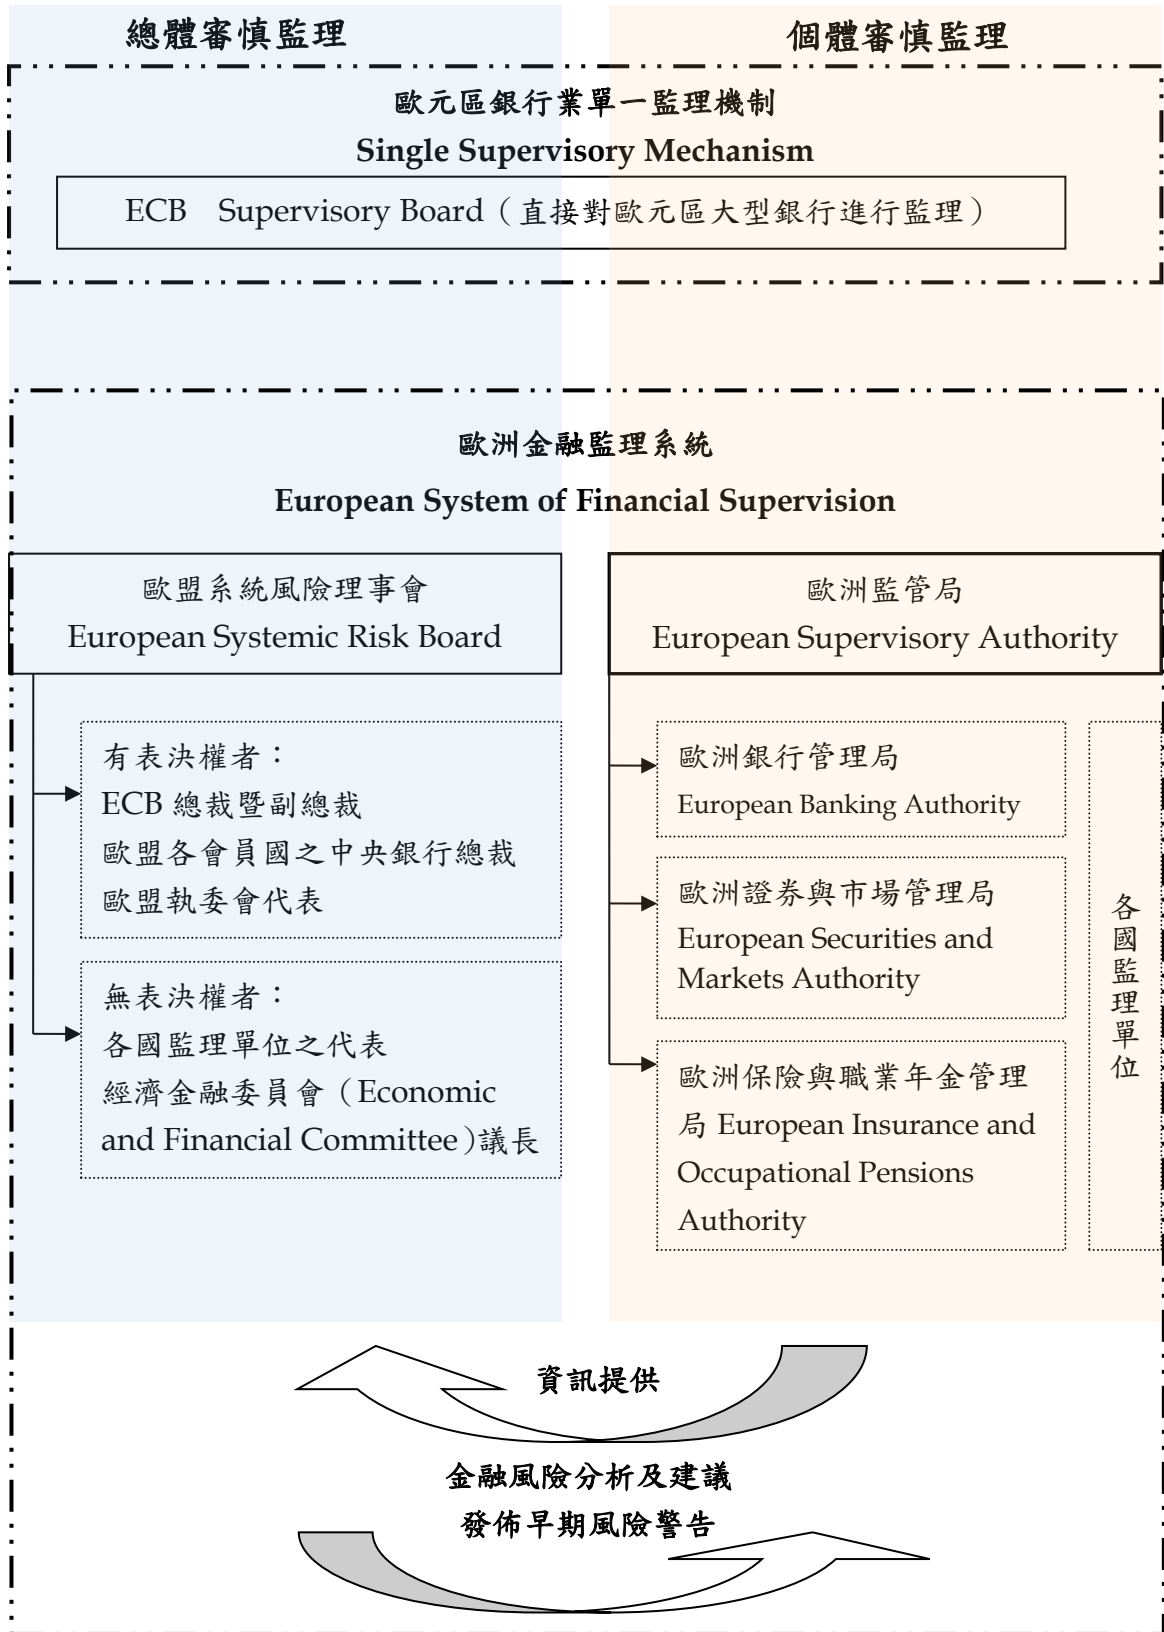 總體審慎監理
個體審慎監理
歐元區銀行業單一監理機制
Single Supervisory Mechanism
ECB Supervisory Board（直接對歐元區大型銀行進行監理）
歐洲金融監理系統
European System of Financial Supervision
歐盟系統風險理事會
European Systemic Risk Board
有表決權者：
ECB 總裁暨副總裁
歐盟各會員國之中央銀行總裁
歐盟執委會代表
無表決權者：
各國監理單位之代表
經濟金融委員會（Economic
and Financial Committee）議長
歐洲監管局
European Supervisory Authority
歐洲銀行管理局
European Banking Authority
歐洲證券與市場管理局
European Securities and
Markets Authority
歐洲保險與職業年金管理
局 European Insurance and
Occupational Pensions
Authority
各國監理單位
資訊提供
金融風險分析及建議
發佈早期風險警告